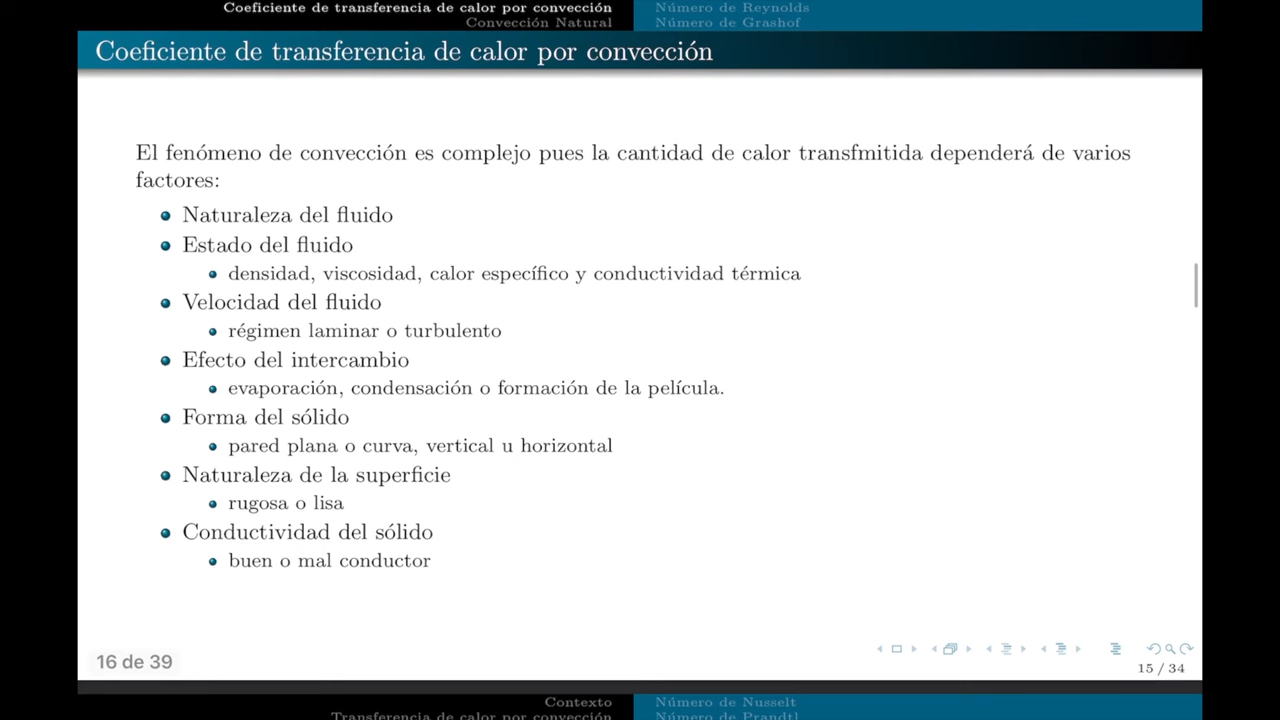 Coeficiente de transferencia de calor por convección
Convección Natural
Número de Reynolds
Número de Grashof
Coeficiente de transferencia de calor por convección
El fenómeno de convección es complejo pues la cantidad de calor transfmitida dependerá de varios
factores:
Naturaleza del fluido
Estado del fluido
densidad, viscosidad, calor específico y conductividad térmica
Velocidad del fluido
régimen laminar o turbulento
Efecto del intercambio
evaporación, condensación o formación de la película.
Forma del sólido
pared plana o curva, vertical u horizontal
Naturaleza de la superficie
rugosa o lisa
Conductividad del sólido
buen o mal conductor
16 de 39
15 / 34
Contexto
Transferencia de calor por convección
Número de Nusselt
Número de Prandtl